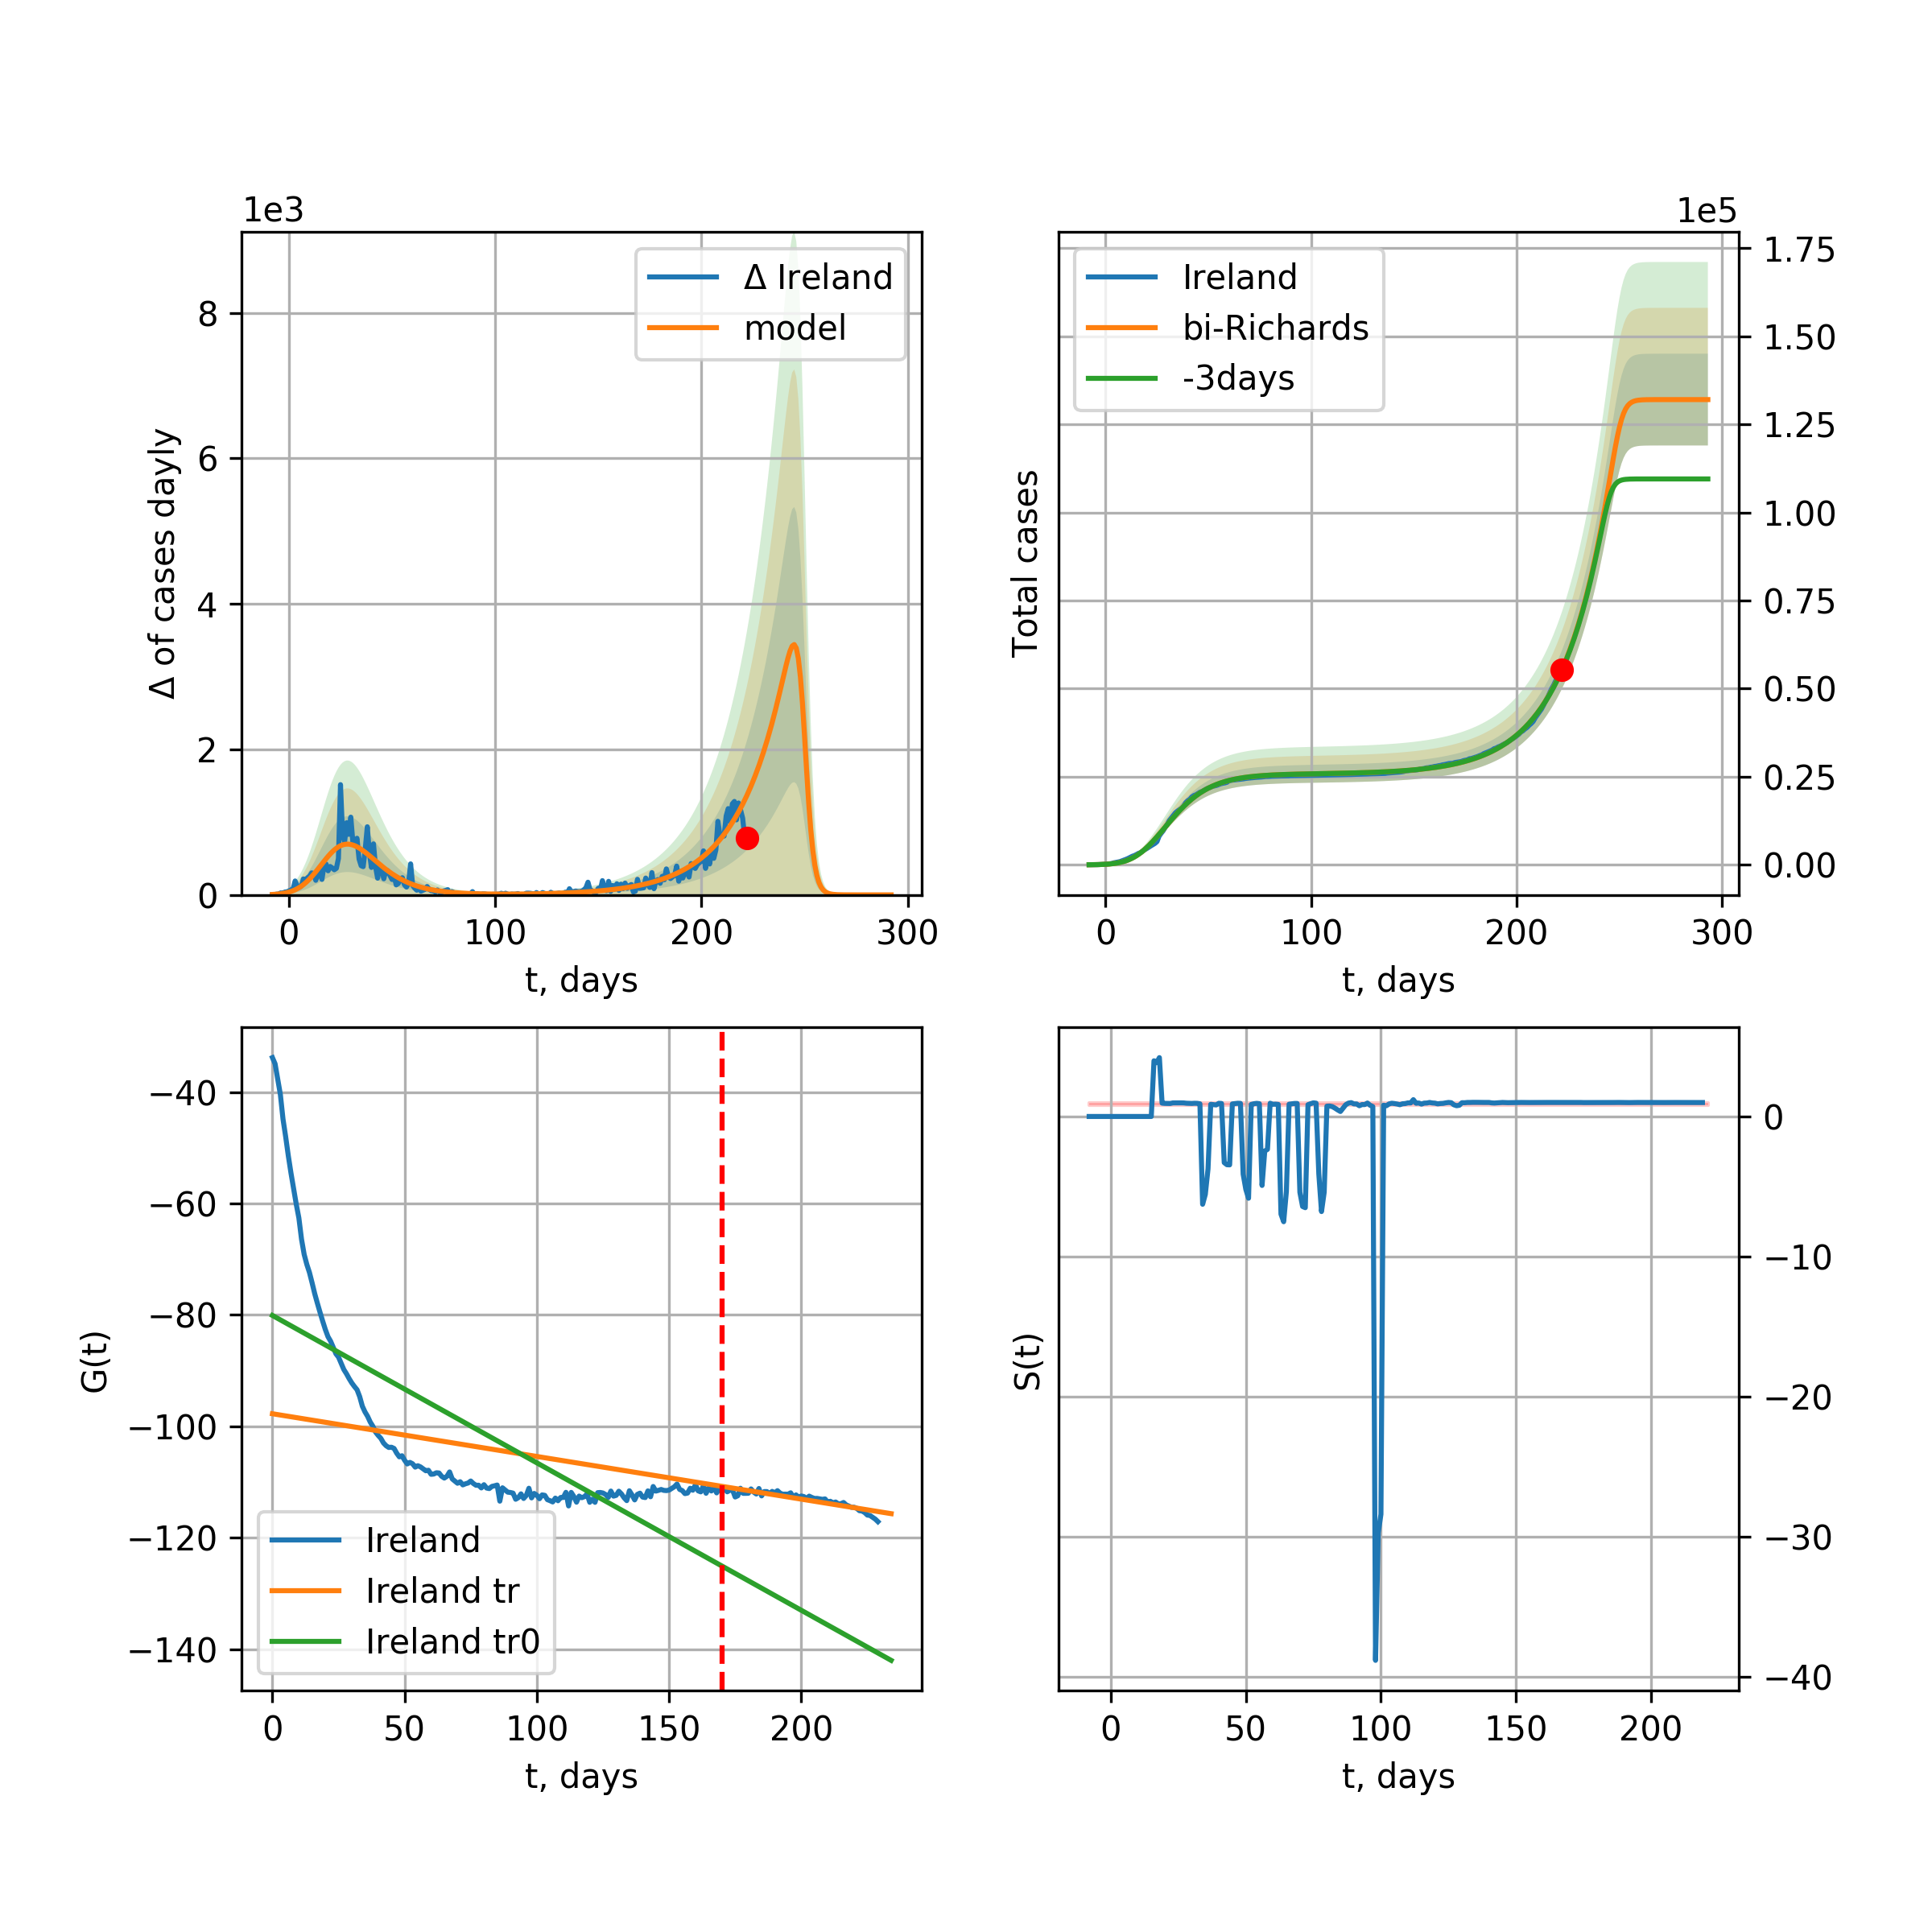 1e3
Δ of cases dayly
8
6
4
2
0
0 100 200 300
t, days
Δ Ireland
model
1e5
Total cases
1.75
1.50
1.25
1.00
0.75
0.50
0.25
0.00
0 100 200 300
t, days
Ireland
bi-Richards
-3days
G(t)
−40
−60
−80
−100
−120
−140
0 50 100 150 200
t, days
Ireland
Ireland tr
Ireland tr0
S(t)
0
−10
−20
−30
−40
0 50 100 150 200
t, days